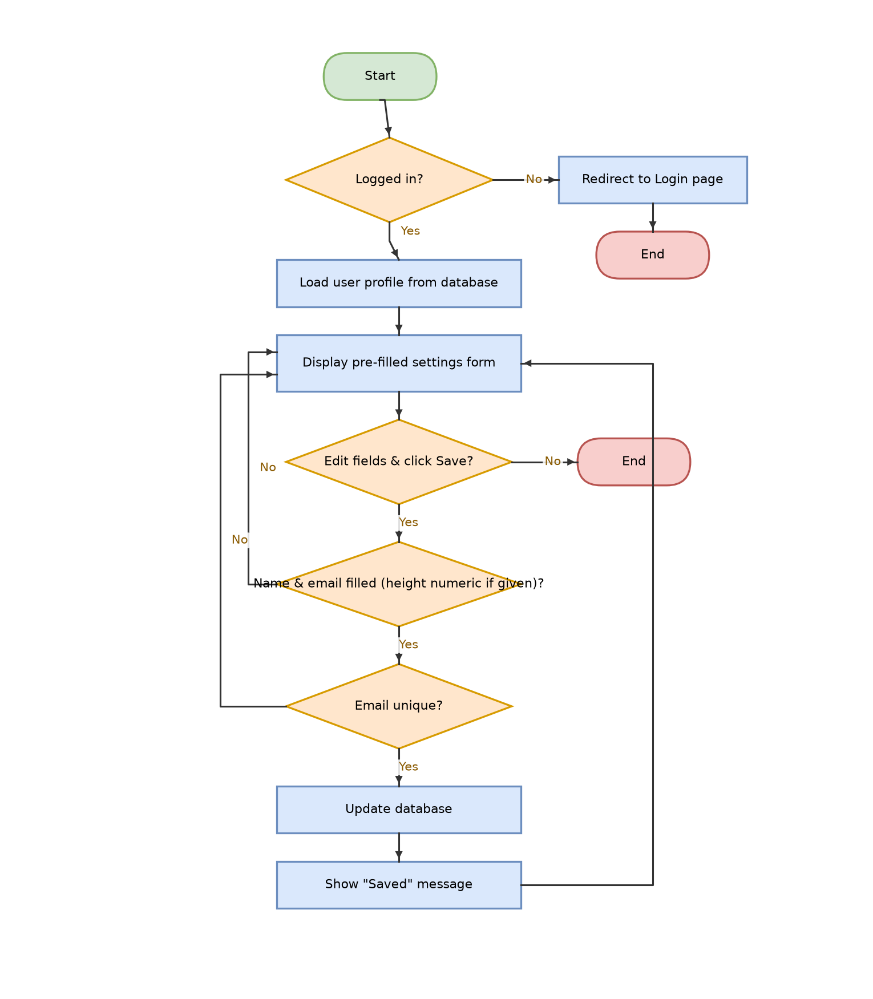 Start
Logged in?
No
Redirect to Login page
Yes
End
Load user profile from database
Display pre-filled settings form
Edit fields & click Save?
No
End
No
Yes
No
Name & email filled (height numeric if given)?
Yes
Email unique?
Yes
Update database
Show "Saved" message